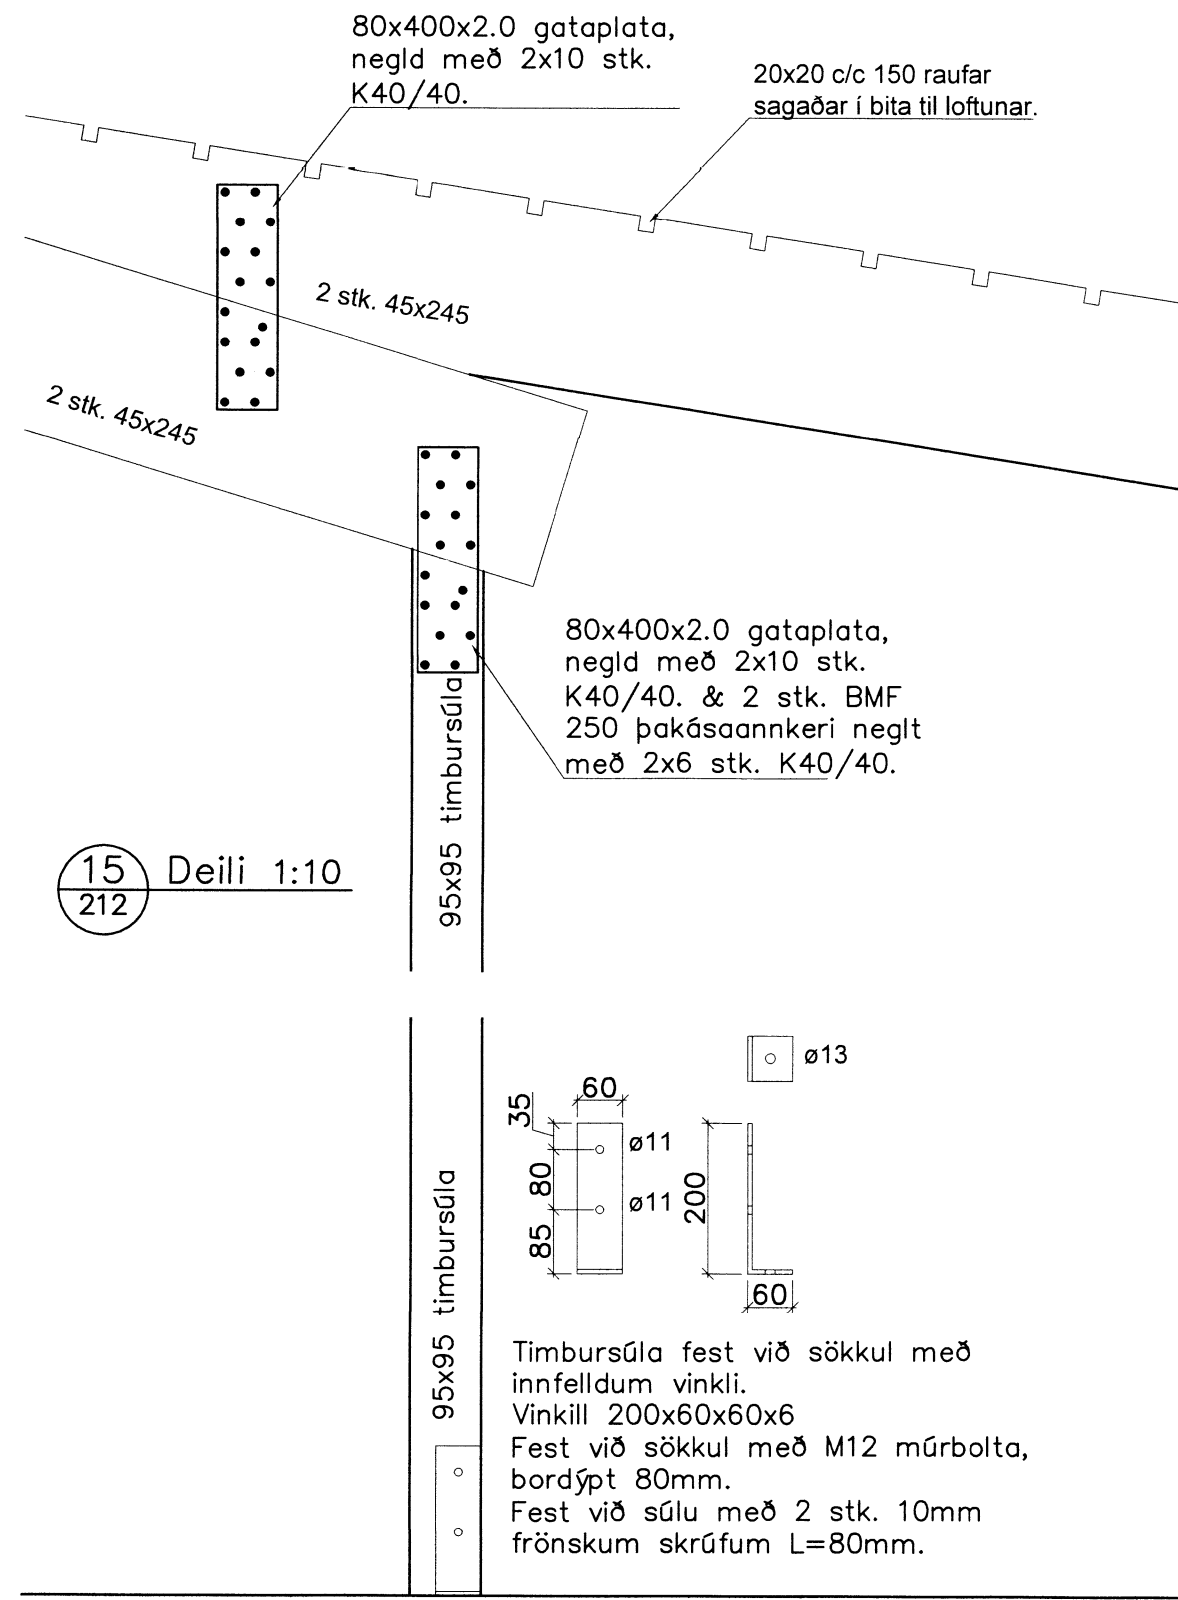 80x400x2.0 gataplata,
negld með 2x10 stk.
K40/40.
20x20 c/c 150 raufar
sagaðar í bita til loftunar.
2 stk. 45x245
2 stk. 45x245
80x400x2.0 gataplata,
negld með 2x10 stk.
K40/40. & 2 stk. BMF
250 þakásaannkeri neglt
með 2x6 stk. K40/40.
95x95 timbursúla
15
212
Deili 1:10
ø13
60
35
ø11
80
ø11
85
200
60
95x95 timbursúla
Timbursúla fest við sökkul með
innfelldum vinkli.
Vinkill 200x60x60x6
Fest við sökkul með M12 múrbolta,
bordýpt 80mm.
Fest við súlu með 2 stk. 10mm
frönskum skrúfum L=80mm.